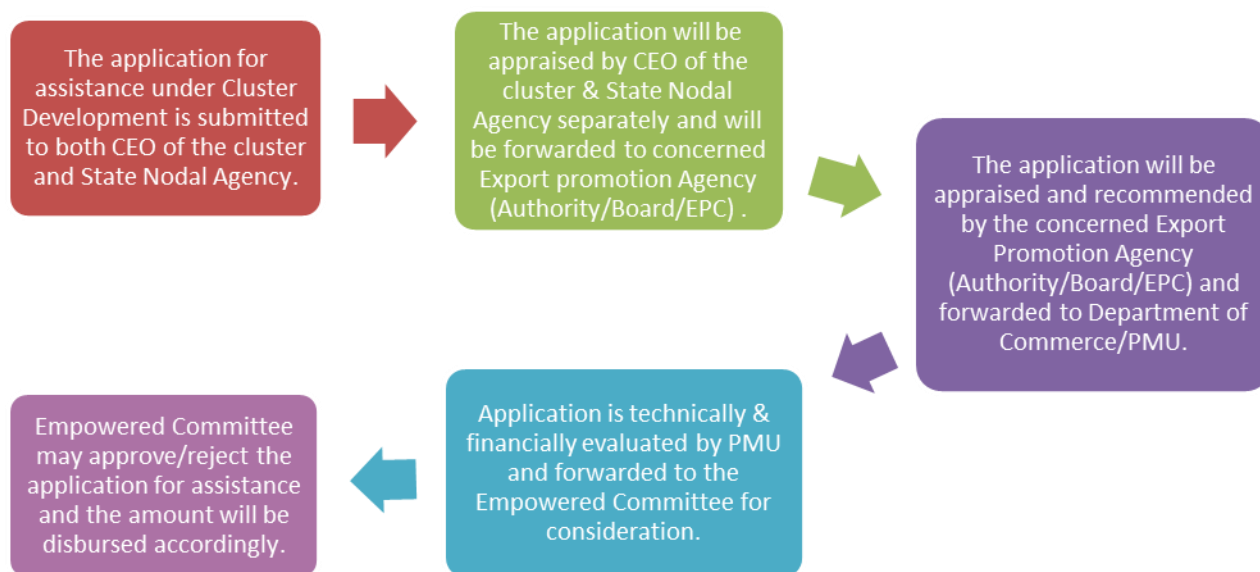 The application for
assistance under Cluster
Development is submitted
to both CEO of the cluster
and State Nodal Agency.
The application will be
appraised by CEO of the
cluster & State Nodal
Agency separately and will
be forwarded to concerned
Export promotion Agency
(Authority/Board/EPC) .
The application will be
appraised and recommended
by the concerned Export
Promotion Agency
(Authority/Board/EPC) and
forwarded to Department of
Commerce/PMU.
Application is technically &
financially evaluated by PMU
and forwarded to the
Empowered Committee for
consideration.
Empowered Committee
may approve/reject the
application for assistance
and the amount will be
disbursed accordingly.